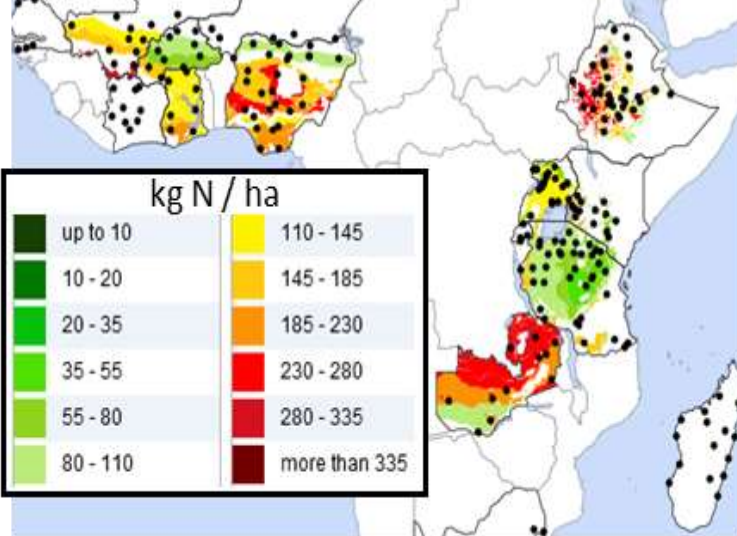 kg N / ha
up to 10
10 - 20
20 - 35
35 - 55
55 - 80
80 - 110
110 - 145
145 - 185
185 - 230
230 - 280
280 - 335
more than 335